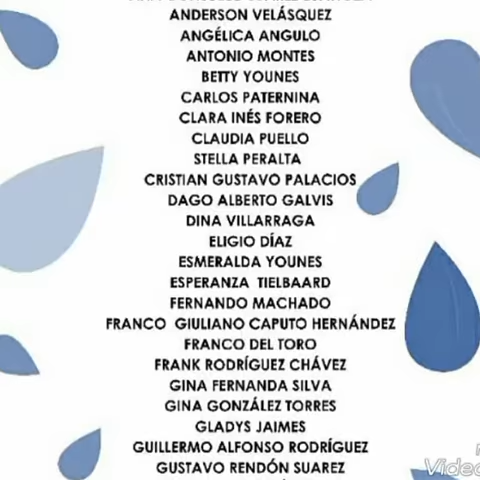 ANDERSON VELÁSQUEZ
ANGÉLICA ANGULO
ANTONIO MONTES
BETTY YOUNES
CARLOS PATERNINA
CLARA INÉS FORERO
CLAUDIA PUELLO
STELLA PERALTA
CRISTIAN GUSTAVO PALACIOS
DAGO ALBERTO GALVIS
DINA VILLARRAGA
ELIGIO DÍAZ
ESMERALDA YOUNES
ESPERANZA TIELBAARD
FERNANDO MACHADO
FRANCO GIULIANO CAPUTO HERNÁNDEZ
FRANCO DEL TORO
FRANK RODRÍGUEZ CHÁVEZ
GINA FERNANDA SILVA
GINA GONZÁLEZ TORRES
GLADYS JAIMES
GUILLERMO ALFONSO RODRÍGUEZ
GUSTAVO RENDÓN SUAREZ